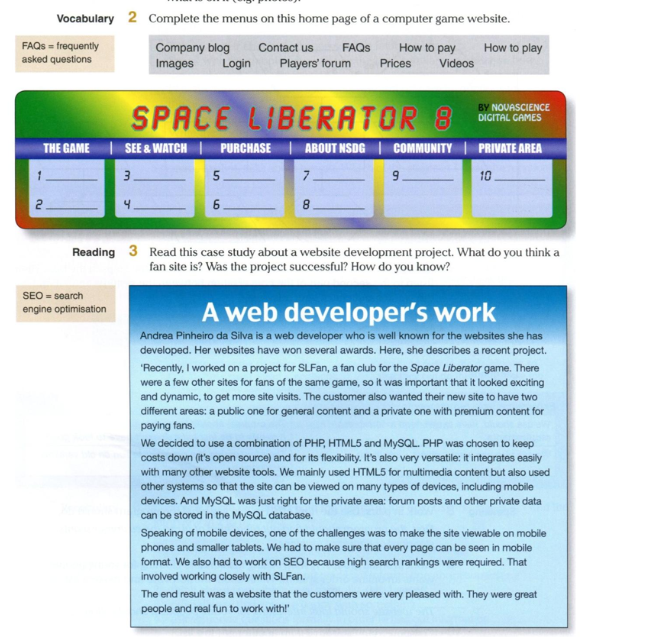 Vocabulary 2 Complete the menus on this home page of a computer game website.
FAQs = frequently
asked questions
Company blog Contact us FAQs How to pay How to play
Images Login Players' forum Prices Videos
SPACE LIBERATOR 8
BY NOVASCIENCE
DIGITAL GAMES
THE GAME | SEE & WATCH | PURCHASE | ABOUT NSDG | COMMUNITY | PRIVATE AREA
1 ______ 3 ______ 5 ______ 7 ______ 9 ______ 10 ______
2 ______ 4 ______ 6 ______ 8 ______
Reading 3 Read this case study about a website development project. What do you think a
fan site is? Was the project successful? How do you know?
SEO = search
engine optimisation
A web developer's work
Andrea Pinheiro da Silva is a web developer who is well known for the websites she has
developed. Her websites have won several awards. Here, she describes a recent project.
'Recently, I worked on a project for SLFan, a fan club for the Space Liberator game. There
were a few other sites for fans of the same game, so it was important that it looked exciting
and dynamic, to get more site visits. The customer also wanted their new site to have two
different areas: a public one for general content and a private one with premium content for
paying fans.
We decided to use a combination of PHP, HTML5 and MySQL. PHP was chosen to keep
costs down (it's open source) and for its flexibility. It's also very versatile: it integrates easily
with many other website tools. We mainly used HTML5 for multimedia content but also used
other systems so that the site can be viewed on many types of devices, including mobile
devices. And MySQL was just right for the private area: forum posts and other private data
can be stored in the MySQL database.
Speaking of mobile devices, one of the challenges was to make the site viewable on mobile
phones and smaller tablets. We had to make sure that every page can be seen in mobile
format. We also had to work on SEO because high search rankings were required. That
involved working closely with SLFan.
The end result was a website that the customers were very pleased with. They were great
people and real fun to work with!'